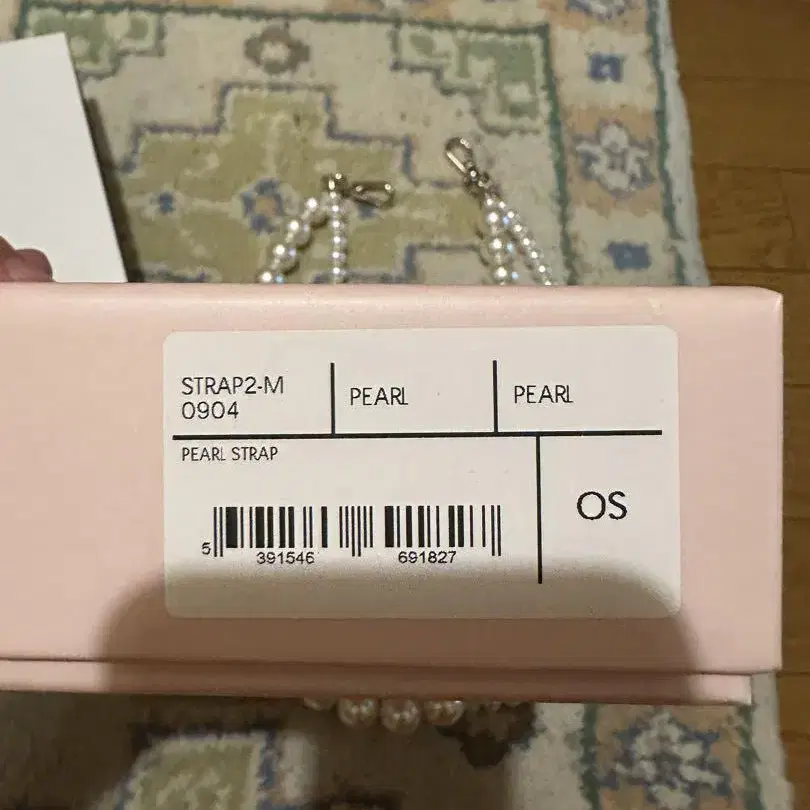 STRAP2-M
0904
PEARL
PEARL
PEARL STRAP
OS
5 391546 691827